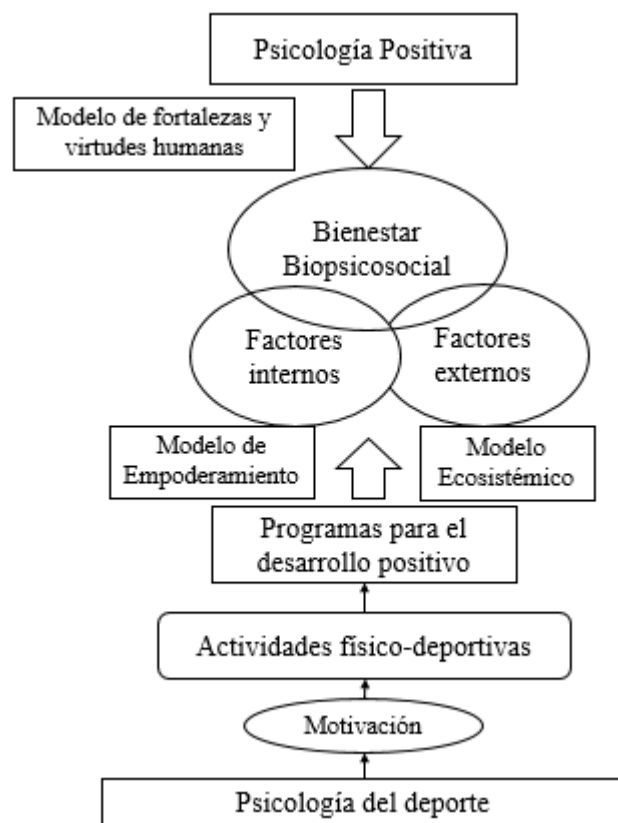 Psicología Positiva
Modelo de fortalezas y
virtudes humanas
Bienestar
Biopsicosocial
Factores
internos
Factores
externos
Modelo de
Empoderamiento
Modelo
Ecosistémico
Programas para el
desarrollo positivo
Actividades físico-deportivas
Motivación
Psicología del deporte